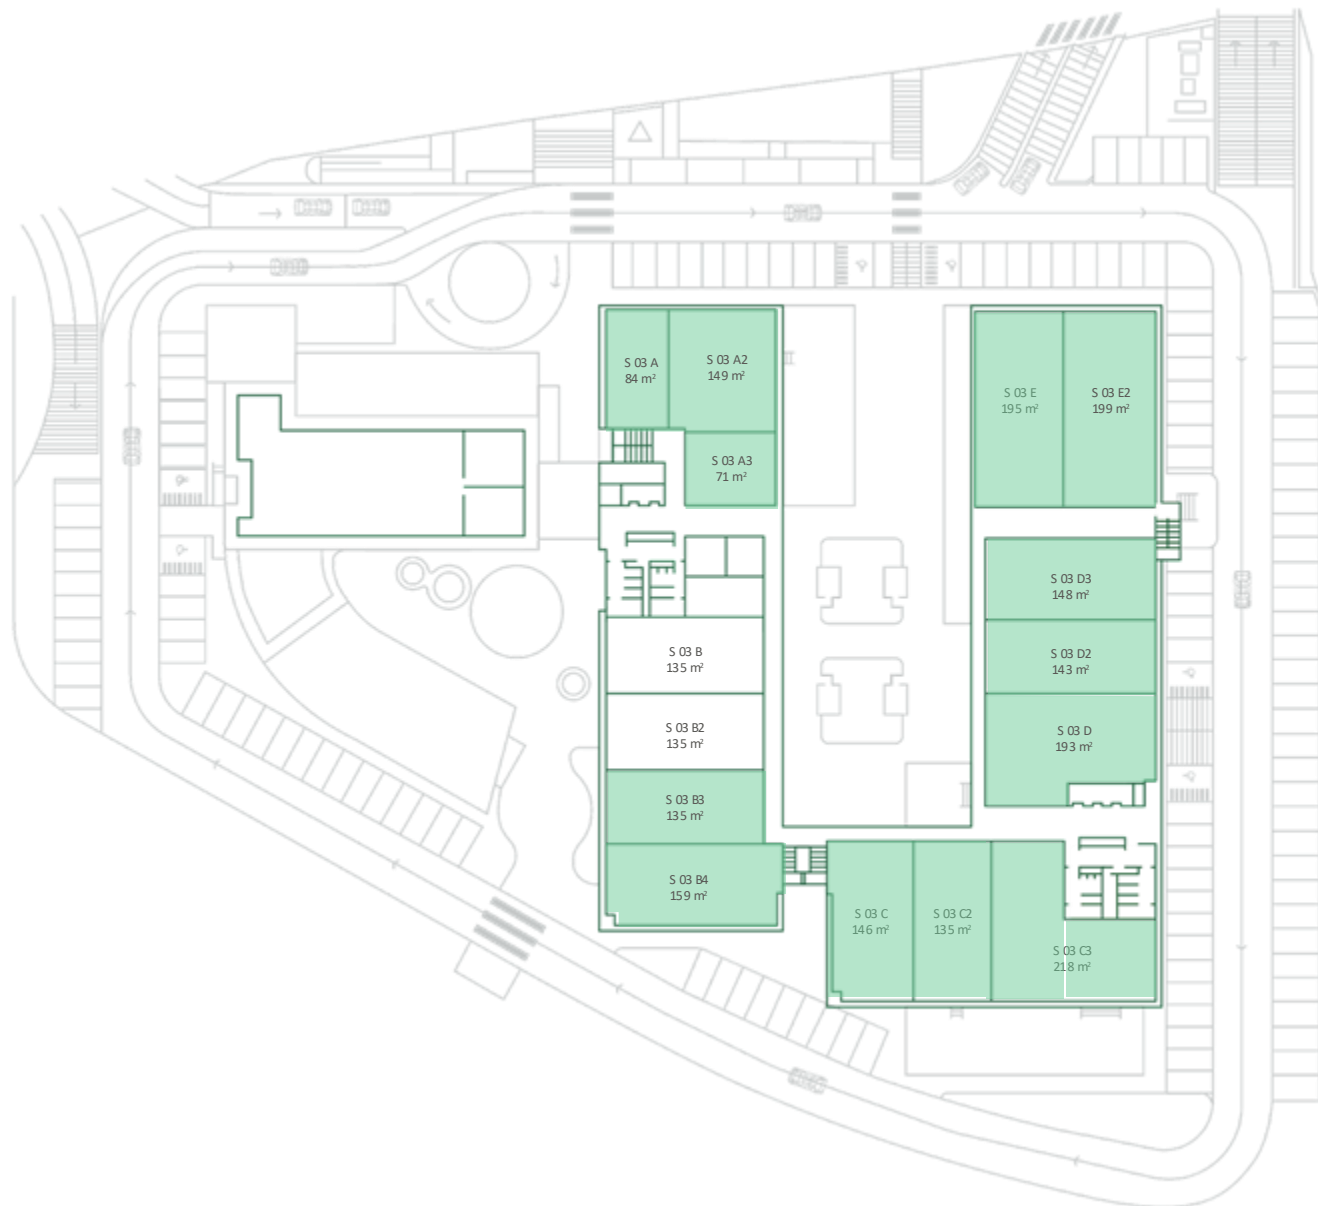 S 03 A
84 m²
S 03 A2
149 m²
S 03 A3
71 m²
S 03 E
195 m²
S 03 E2
199 m²
S 03 D3
148 m²
S 03 D2
143 m²
S 03 D
193 m²
S 03 B
135 m²
S 03 B2
135 m²
S 03 B3
135 m²
S 03 B4
159 m²
S 03 C
146 m²
S 03 C2
135 m²
S 03 C3
218 m²